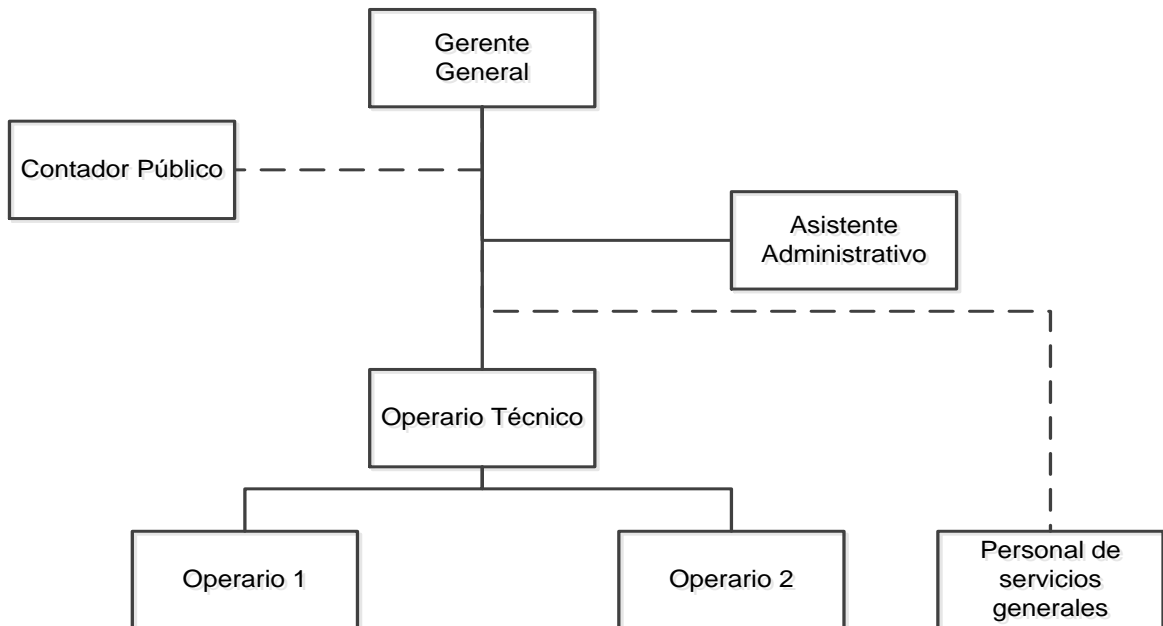 Gerente
General
Contador Público
Asistente
Administrativo
Operario Técnico
Operario 1
Operario 2
Personal de
servicios
generales